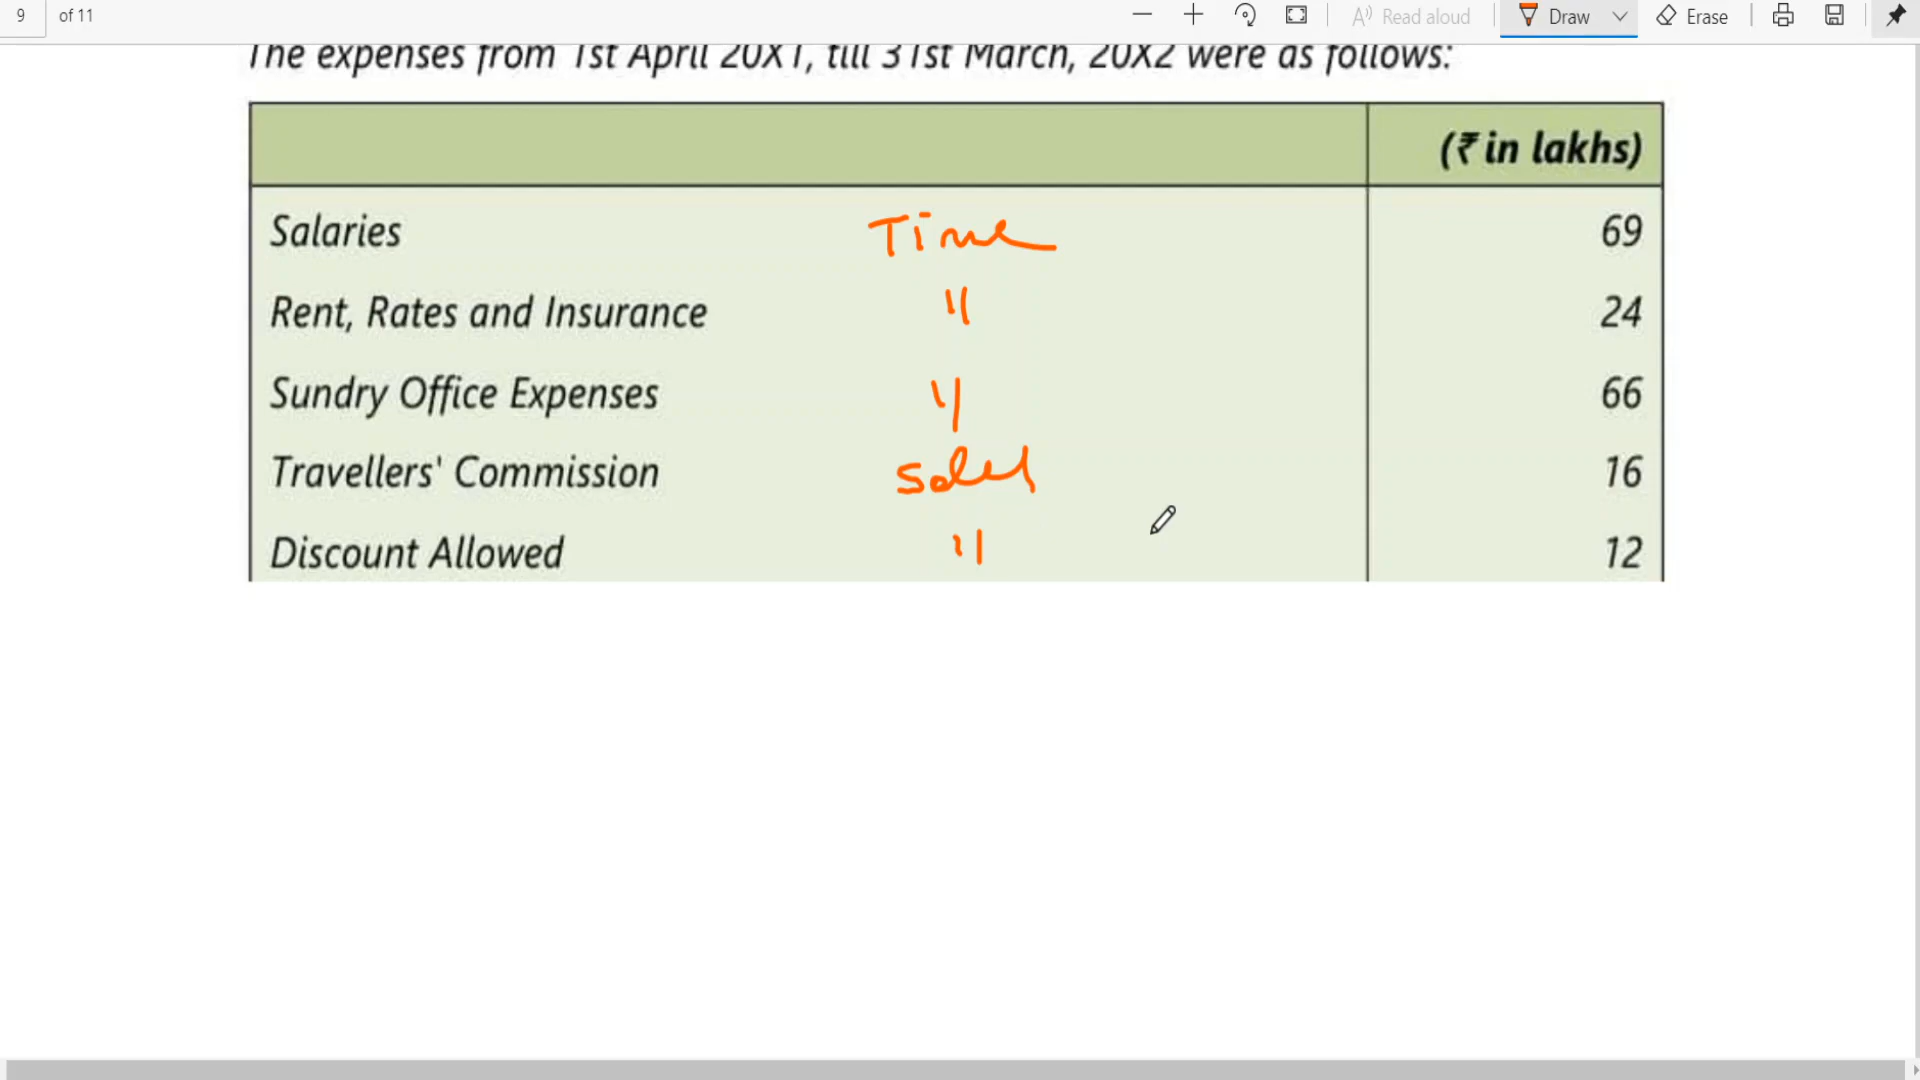 9 of 11 Read aloud Draw Erase
The expenses from 1st April 20X1, till 31st March, 20X2 were as follows:
(₹ in lakhs)
Salaries Time 69
Rent, Rates and Insurance " 24
Sundry Office Expenses " 66
Travellers' Commission Sales 16
Discount Allowed " 12